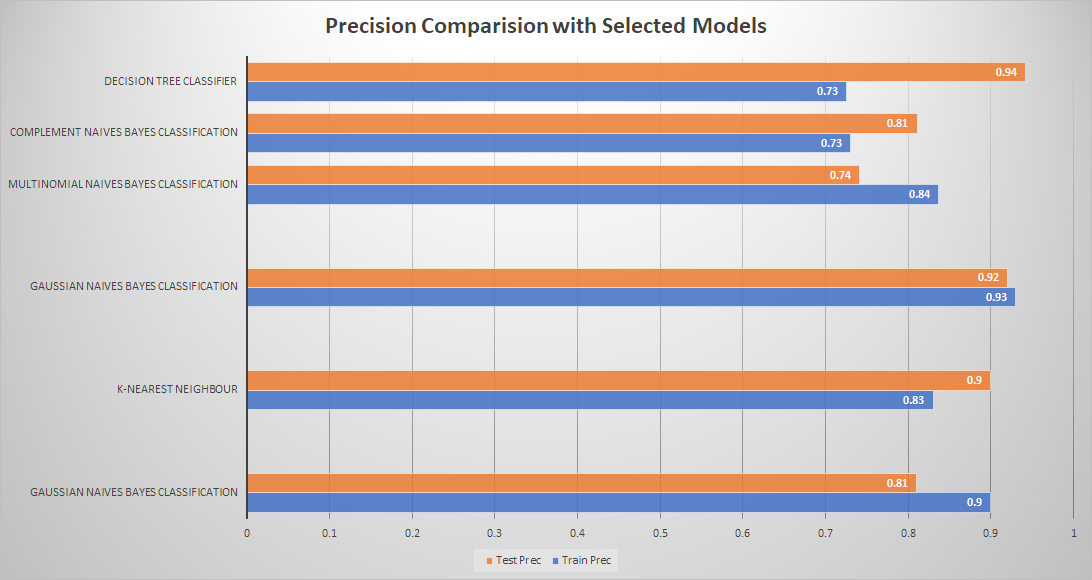 Precision Comparision with Selected Models
DECISION TREE CLASSIFIER
0.94
0.73
COMPLEMENT NAIVES BAYES CLASSIFICATION
0.81
0.73
MULTINOMIAL NAIVES BAYES CLASSIFICATION
0.74
0.84
GAUSSIAN NAIVES BAYES CLASSIFICATION
0.92
0.93
K-NEAREST NEIGHBOUR
0.9
0.83
GAUSSIAN NAIVES BAYES CLASSIFICATION
0.81
0.9
0 0.1 0.2 0.3 0.4 0.5 0.6 0.7 0.8 0.9 1
Test Prec Train Prec